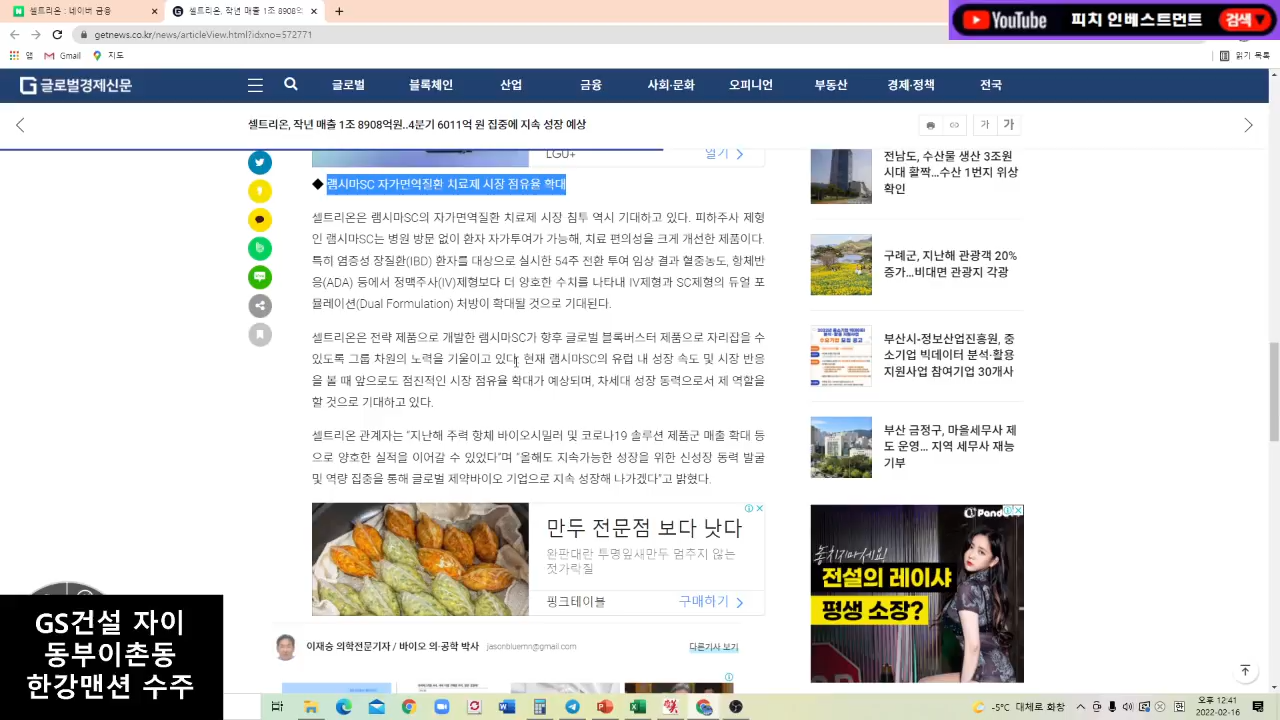 셀트리온 : 네이버 금융
셀트리온, 작년 매출 1조 8908억
YouTube 피치 인베스트먼트 검색▼
getnews.co.kr/news/articleView.html?idxno=572771
앱 Gmail 지도
읽기 목록
글로벌경제신문
글로벌 블록체인 산업 금융 사회·문화 오피니언 부동산 경제·정책 전국
셀트리온, 작년 매출 1조 8908억원..4분기 6011억 원 집중에 지속 성장 예상
가 가
LGU+
열기
◆ 램시마SC 자가면역질환 치료제 시장 점유율 확대
셀트리온은 램시마SC의 자가면역질환 치료제 시장 침투 역시 기대하고 있다. 피하주사 제형
인 램시마SC는 병원 방문 없이 환자 자가투여가 가능해, 치료 편의성을 크게 개선한 제품이다.
특히 염증성 장질환(IBD) 환자를 대상으로 실시한 54주 전환 투여 임상 결과 혈중농도, 항체반
응(ADA) 등에서 정맥주사(IV)제형보다 더 양호한 수치를 나타내 IV제형과 SC제형의 듀얼 포
뮬레이션(Dual Formulation) 처방이 확대될 것으로 기대된다.
셀트리온은 전략 제품으로 개발한 램시마SC가 향후 글로벌 블록버스터 제품으로 자리잡을 수
있도록 그룹 차원의 노력을 기울이고 있다. 현재 램시마SC의 유럽 내 성장 속도 및 시장 반응
을 볼 때 앞으로도 점진적인 시장 점유율 확대가 예상되며, 차세대 성장 동력으로서 제 역할을
할 것으로 기대하고 있다.
셀트리온 관계자는 “지난해 주력 항체 바이오시밀러 및 코로나19 솔루션 제품군 매출 확대 등
으로 양호한 실적을 이어갈 수 있었다”며 “올해도 지속가능한 성장을 위한 신성장 동력 발굴
및 역량 집중을 통해 글로벌 제약바이오 기업으로 지속 성장해 나가겠다”고 밝혔다.
만두 전문점 보다 낫다
완판대란 투명잎새만두 멈추지 않는
젓가락질
핑크테이블
구매하기
이재승 의학전문기자 / 바이오 의·공학 박사 jasonbluemn@gmail.com
다른기사 보기
전남도, 수산물 생산 3조원
시대 활짝...수산 1번지 위상
확인
구례군, 지난해 관광객 20%
증가...비대면 관광지 각광
부산시-정보산업진흥원, 중
소기업 빅데이터 분석·활용
지원사업 참여기업 30개사
부산 금정구, 마을세무사 제
도 운영... 지역 세무사 재능
기부
놓치지마세요!
전설의 레이샤
평생 소장?
GS건설 자이
동부이촌동
한강맨션 수주
-5°C 대체로 화창
오후 12:41
2022-02-16